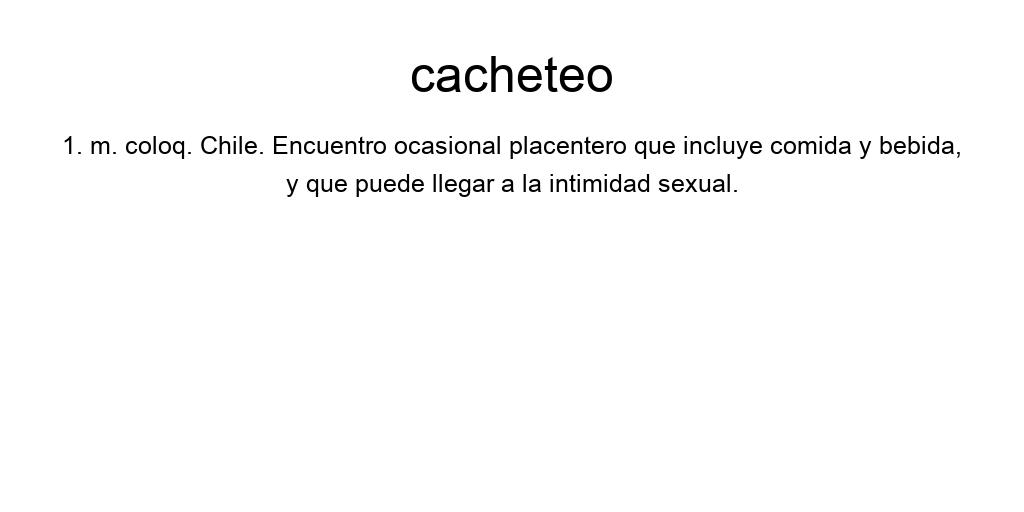 cacheteo
1. m. coloq. Chile. Encuentro ocasional placentero que incluye comida y bebida,
y que puede llegar a la intimidad sexual.